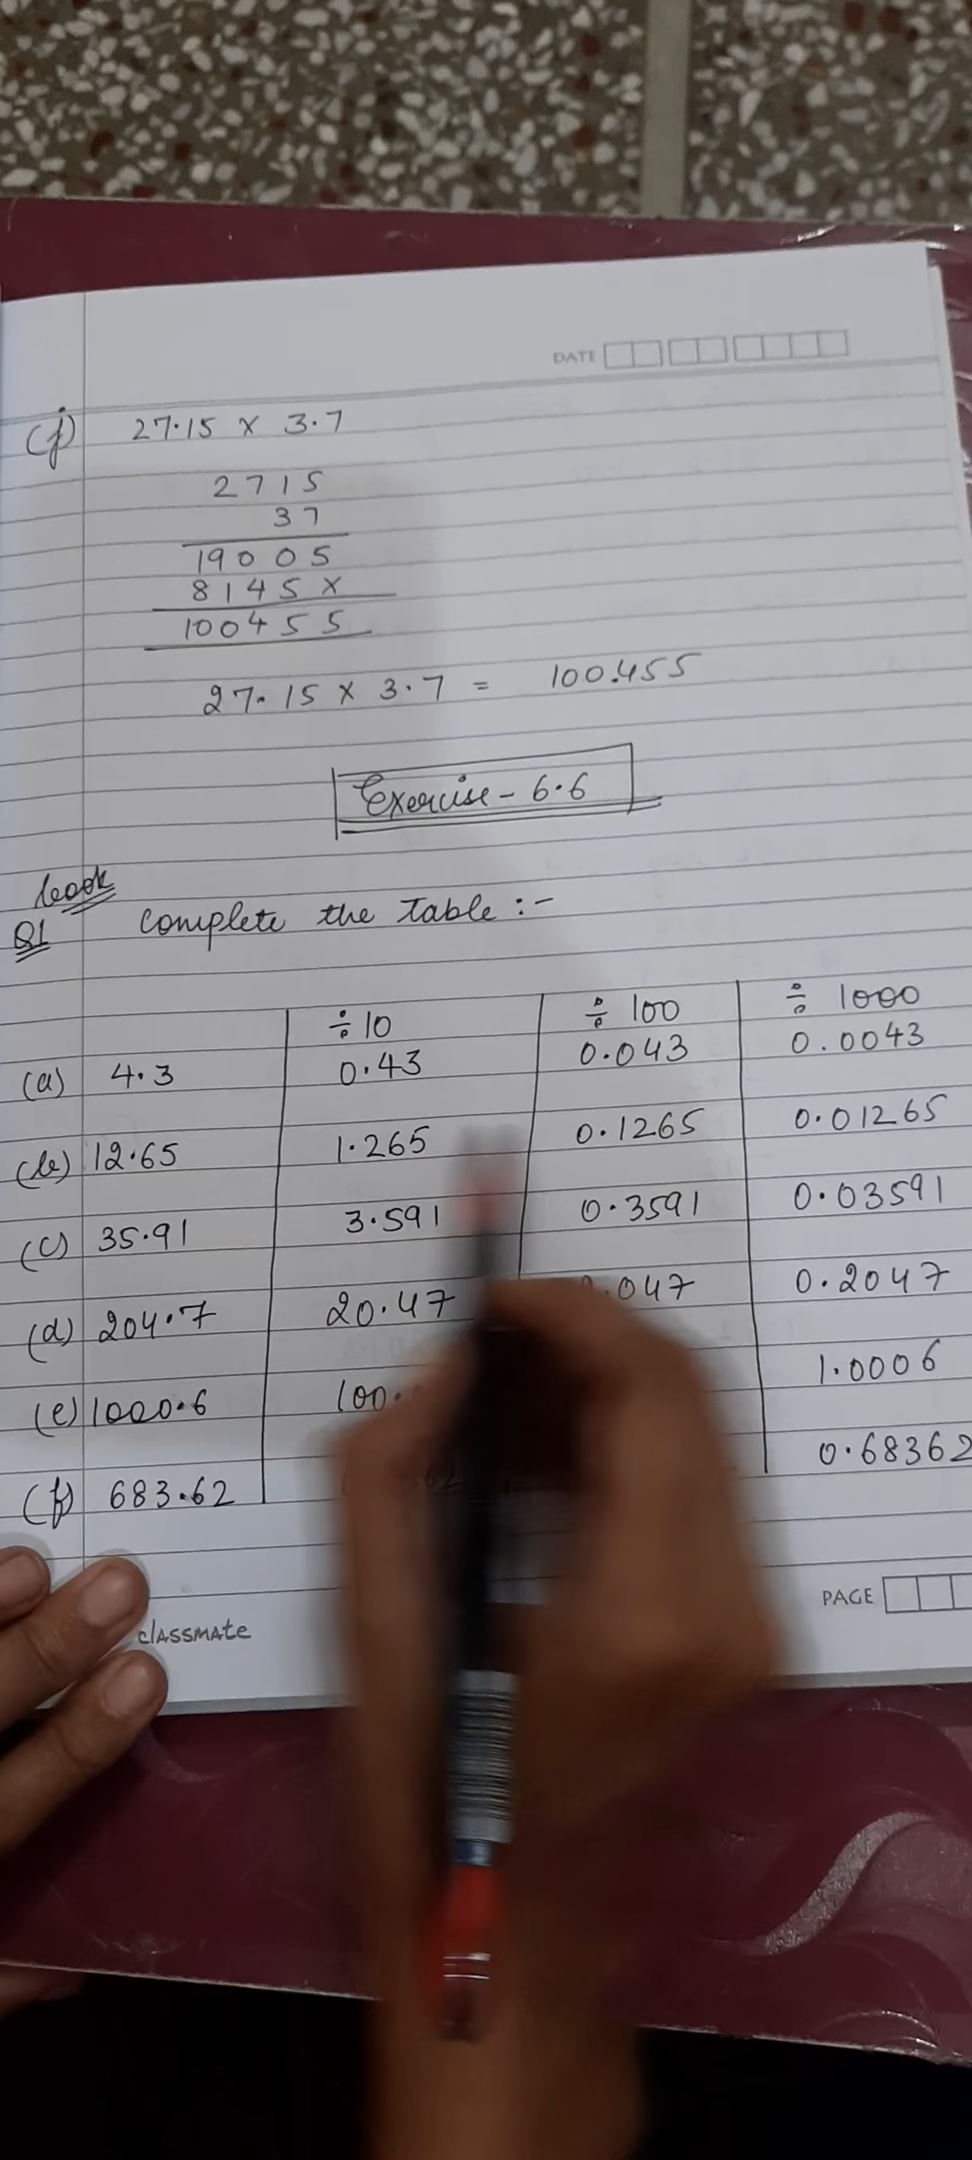 DATE
(j) 27.15 x 3.7
2715
37
19005
8145x
100455
27.15 x 3.7 = 100.455
Exercise - 6.6
book
Q1 Complete the Table :-
÷ 10 ÷ 100 ÷ 1000
(a) 4.3 0.43 0.043 0.0043
(b) 12.65 1.265 0.1265 0.01265
(c) 35.91 3.591 0.3591 0.03591
(d) 204.7 20.47 .047 0.2047
(e) 1000.6 100. 1.0006
(f) 683.62 0.68362
classmate PAGE